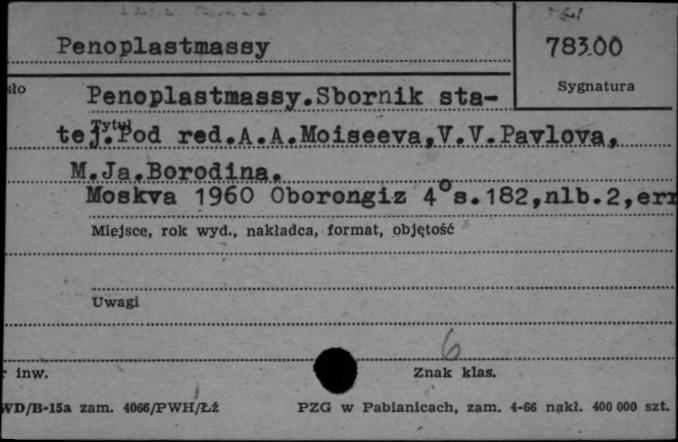 Penoplastmassy
78300
Sygnatura
sło
Penoplastmassy.Sbornik sta-
tej.Pod red.A.A.Moiseeva,V.V.Pavlova,
Tytuł
M.Ja.Borodina.
Moskva 1960 Oborongiz 4°s.182,nlb.2,err
Miejsce, rok wyd., nakładca, format, objętość
Uwagi
6
r inw.
Znak klas.
WD/B-15a zam. 4066/PWH/Łź
PZG w Pabianicach, zam. 4-66 nakł. 400 000 szt.